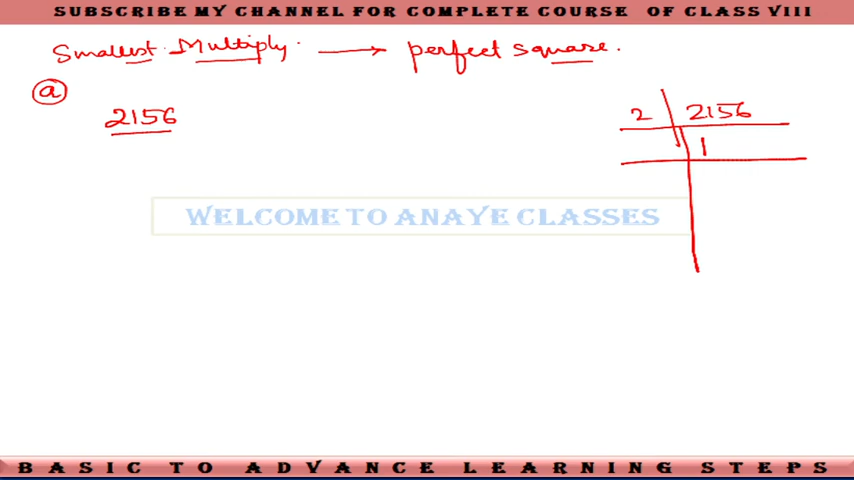 SUBSCRIBE MY CHANNEL FOR COMPLETE COURSE OF CLASS VIII
Smallest Multiply. → perfect square.
(a)
2156
2 | 2156
1
WELCOME TO ANAYE CLASSES
BASIC TO ADVANCE LEARNING STEPS